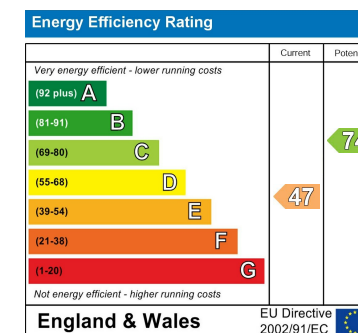 Energy Efficiency Rating
Current
Very energy efficient - lower running costs
(92 plus) A
(81-91) B
(69-80) C
(55-68) D
(39-54) E
47
(21-38) F
(1-20) G
Not energy efficient - higher running costs
England & Wales
EU Directive
2002/91/EC